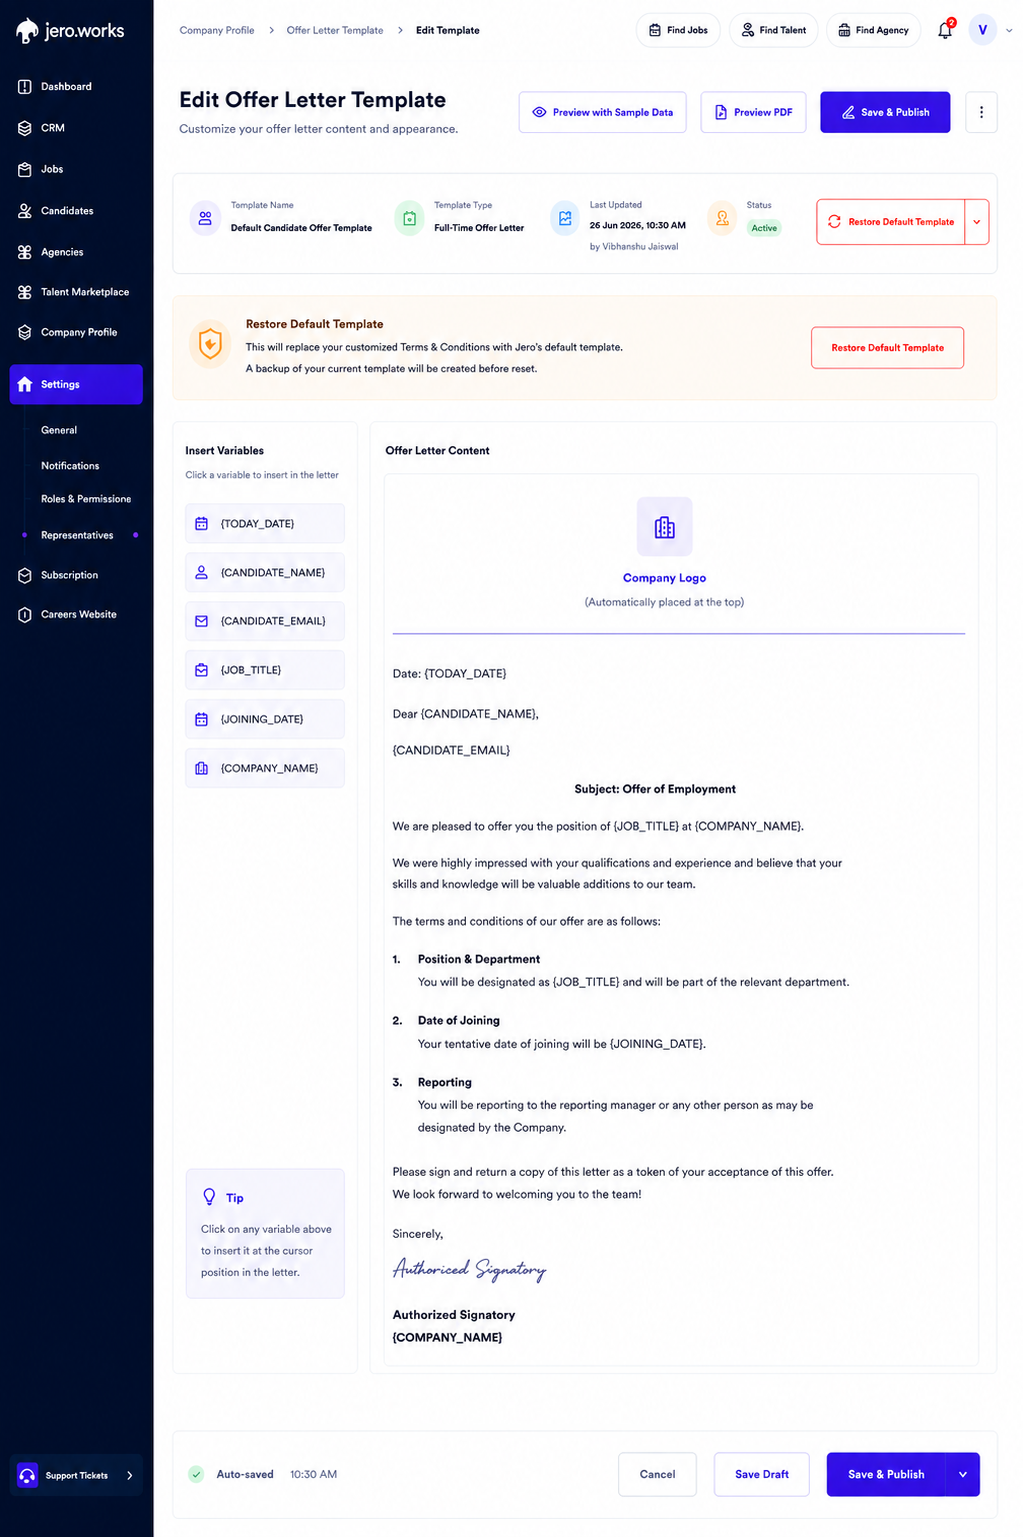 jero.works
Company Profile > Offer Letter Template > Edit Template
Find Jobs
Find Talent
Find Agency
2
V
Dashboard
CRM
Jobs
Candidates
Agencies
Talent Marketplace
Company Profile
Settings
General
Notifications
Roles & Permissione
Representatives
Subscription
Careers Website
Support Tickets
Edit Offer Letter Template
Customize your offer letter content and appearance.
Preview with Sample Data
Preview PDF
Save & Publish
Tomplate Name
Default Candidate Offer Template
Template Type
Full-Time Offer Letter
Last Updated
26 Jun 2026, 10:30 AM
by Vibhanshu Jaiswal
Status
Active
Restore Default Template
Restore Default Template
This will replace your customized Terms & Conditions with Jero's default template.
A backup of your current template will be created before reset.
Restore Default Template
Insert Variables
Click a variable to insert in the letter
{TODAY_DATE}
{CANDIDATE_NAME}
{CANDIDATE_EMAIL}
{JOB_TITLE}
{JOINING_DATE}
{COMPANY_NAME}
Tip
Click on any variable above
to insert it at the cursor
position in the letter.
Offer Letter Content
Company Logo
(Automatically placed at the top)
Date: {TODAY_DATE}
Dear {CANDIDATE_NAME},
{CANDIDATE_EMAIL}
Subject: Offer of Employment
We are pleased to offer you the position of {JOB_TITLE} at {COMPANY_NAME}.
We were highly impressed with your qualifications and experience and believe that your
skills and knowledge will be valuable additions to our team.
The terms and conditions of our offer are as follows:
1. Position & Department
You will be designated as {JOB_TITLE} and will be part of the relevant department.
2. Date of Joining
Your tentative date of joining will be {JOINING_DATE}.
3. Reporting
You will be reporting to the reporting manager or any other person as may be
designated by the Company.
Please sign and return a copy of this letter as a token of your acceptance of this offer.
We look forward to welcoming you to the team!
Sincerely,
Authoriced Signatory
Authorized Signatory
{COMPANY_NAME}
Auto-saved 10:30 AM
Cancel
Save Draft
Save & Publish